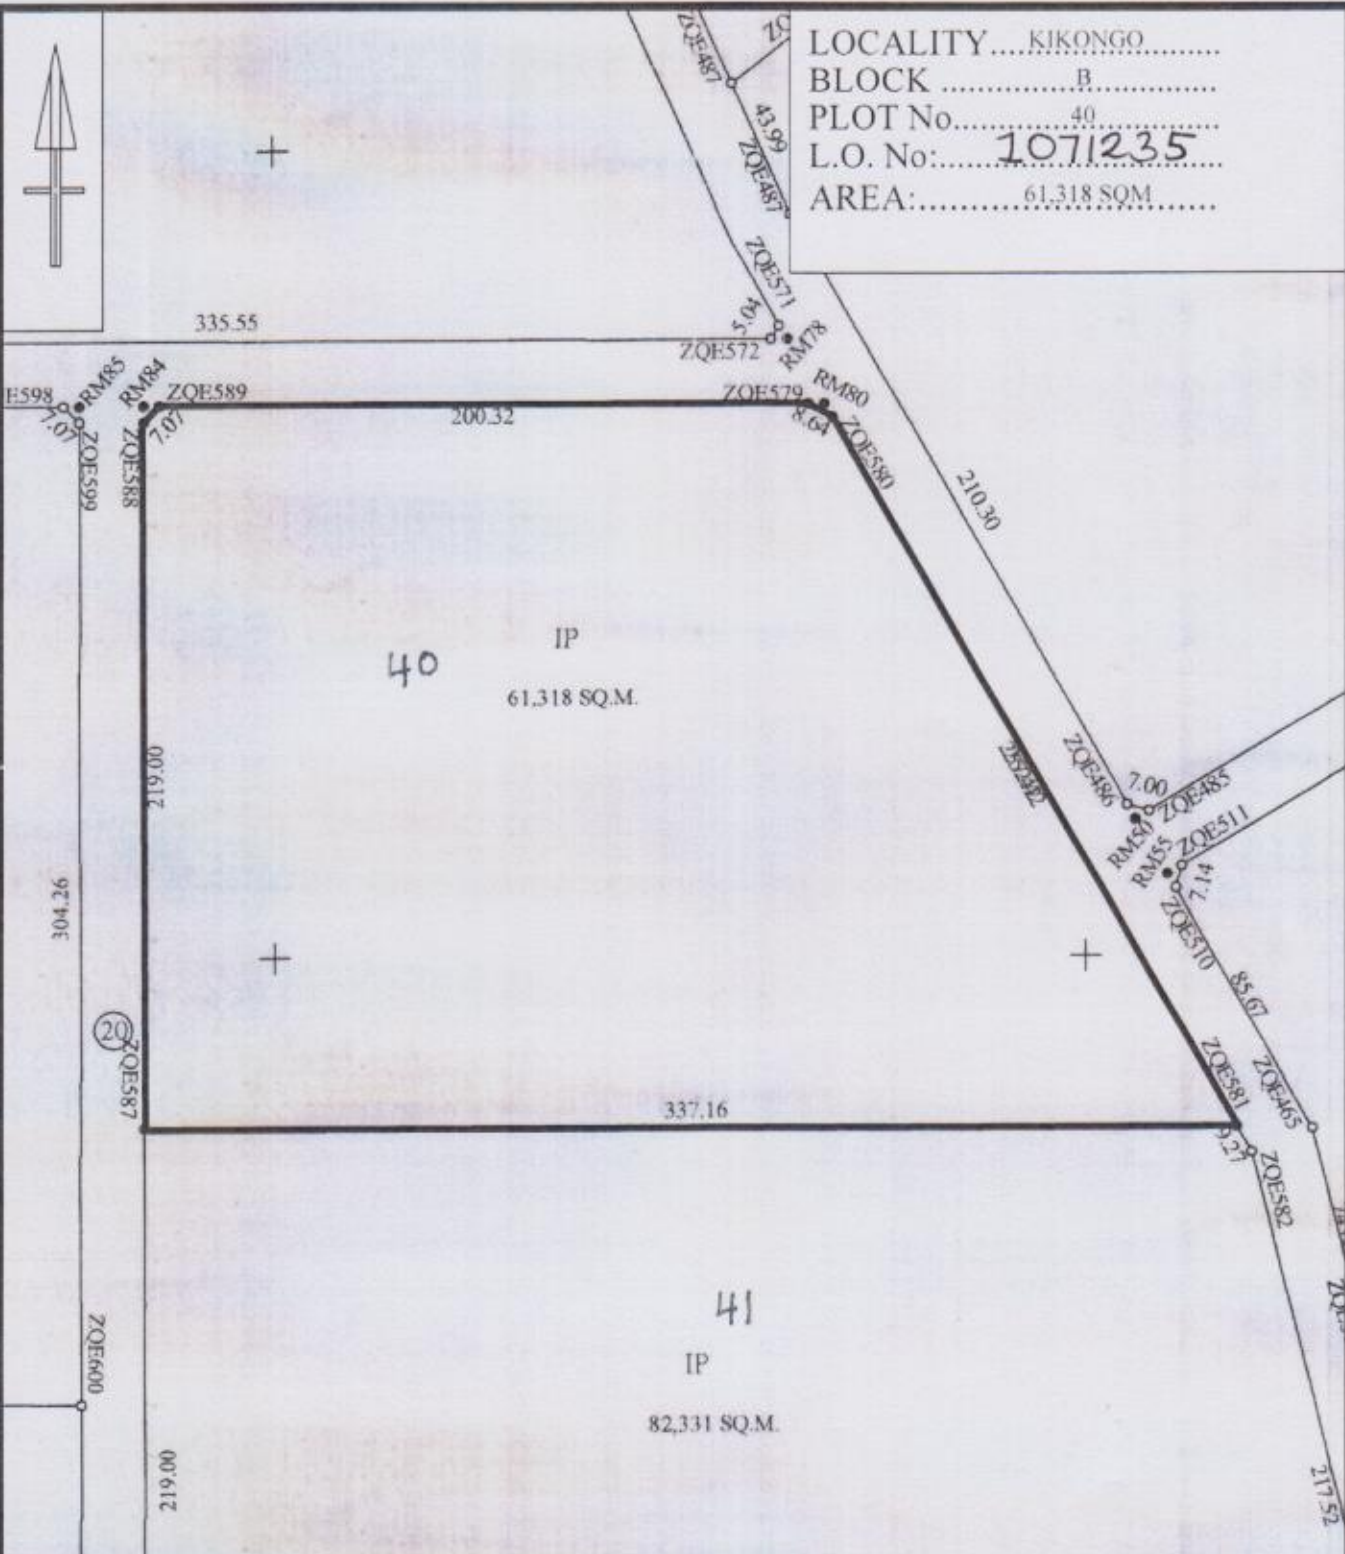 LOCALITY....KIKONGO..........
BLOCK ..............B..................
PLOT No..............40...............
L.O. No:......1071235....
AREA:.............61,318 SQM........
ZQE487
43.99
ZQE487
ZQE571
5.04
335.55
ZQE572
RM78
E598
RM85
RM84
ZQE589
200.32
ZQE579
RM80
7.07
7.07
8.64
ZQE599
ZQE588
ZQE580
210.30
IP
40
61,318 SQ.M.
219.00
ZQE486
7.00
ZQE485
RM50
ZQE511
RM55
7.14
ZQE510
304.26
85.67
20
ZQE587
ZQE581
ZQE465
337.16
9.27
ZQE582
41
IP
82,331 SQ.M.
ZQE600
219.00
217.52